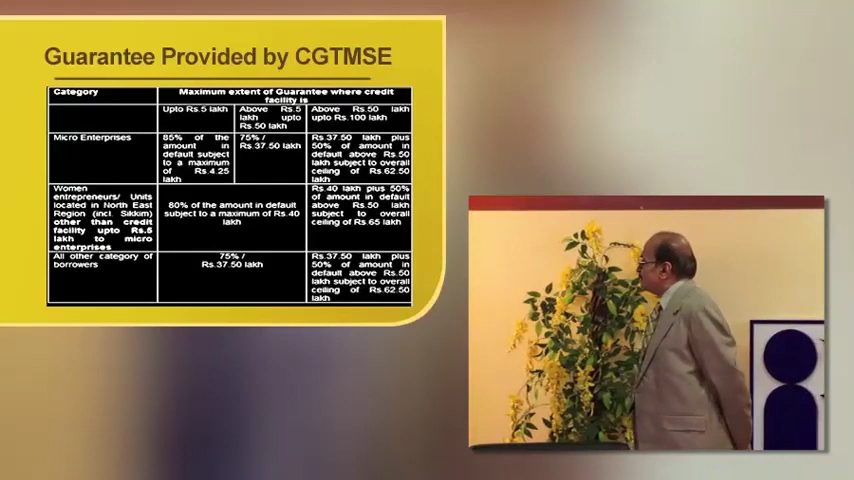 Guarantee Provided by CGTMSE
Category
Maximum extent of Guarantee where credit
facility is
Upto Rs.5 lakh
Above Rs.5
lakh upto
Rs.50 lakh
Above Rs.50 lakh
upto Rs.100 lakh
Micro Enterprises
85% of the
amount in
default subject
to a maximum
of Rs.4.25
lakh
75% /
Rs.37.50 lakh
Rs.37.50 lakh plus
50% of amount in
default above Rs.50
lakh subject to overall
ceiling of Rs.62.50
lakh
Women
entrepreneurs/ Units
located in North East
Region (incl. Sikkim)
other than credit
facility upto Rs.5
lakh to micro
enterprises
80% of the amount in default
subject to a maximum of Rs.40
lakh
Rs.40 lakh plus 50%
of amount in default
above Rs.50 lakh
subject to overall
ceiling of Rs.65 lakh
All other category of
borrowers
75% /
Rs.37.50 lakh
Rs.37.50 lakh plus
50% of amount in
default above Rs.50
lakh subject to overall
ceiling of Rs.62.50
lakh